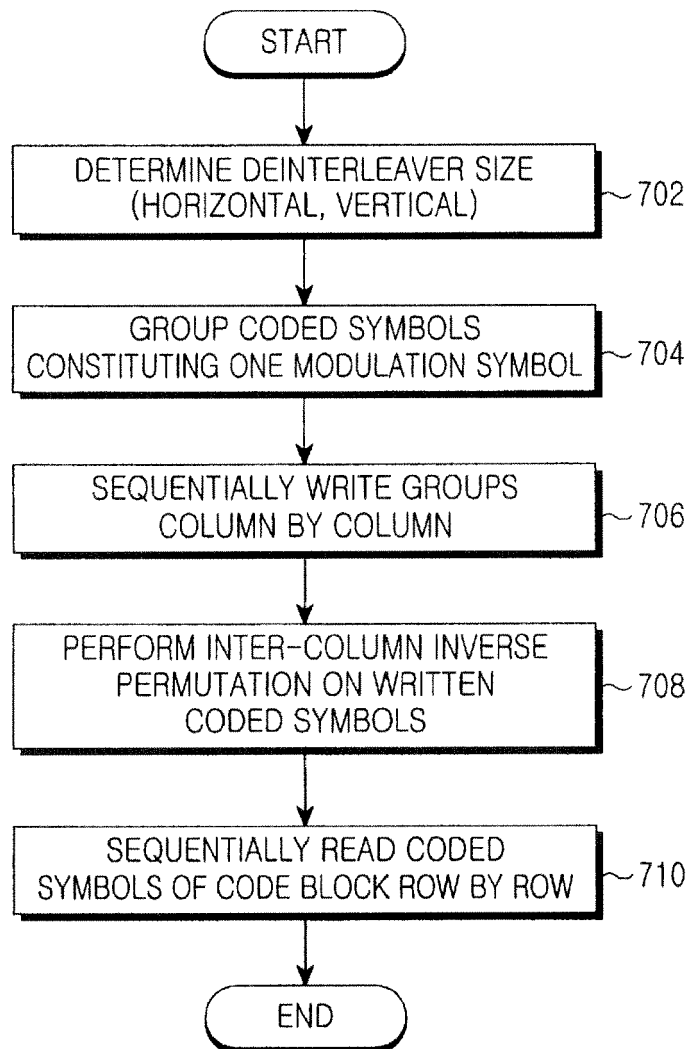 START
DETERMINE DEINTERLEAVER SIZE
(HORIZONTAL, VERTICAL)
702
GROUP CODED SYMBOLS
CONSTITUTING ONE MODULATION SYMBOL
704
SEQUENTIALLY WRITE GROUPS
COLUMN BY COLUMN
706
PERFORM INTER-COLUMN INVERSE
PERMUTATION ON WRITTEN
CODED SYMBOLS
708
SEQUENTIALLY READ CODED
SYMBOLS OF CODE BLOCK ROW BY ROW
710
END